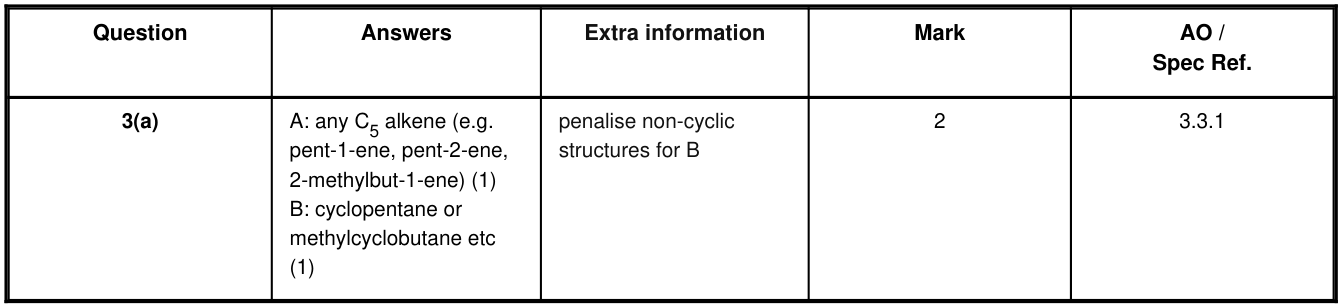 Question Answers Extra information Mark AO /
Spec Ref.
3(a) A: any C5 alkene (e.g. penalise non-cyclic 2 3.3.1
pent-1-ene, pent-2-ene, structures for B
2-methylbut-1-ene) (1)
B: cyclopentane or
methylcyclobutane etc
(1)